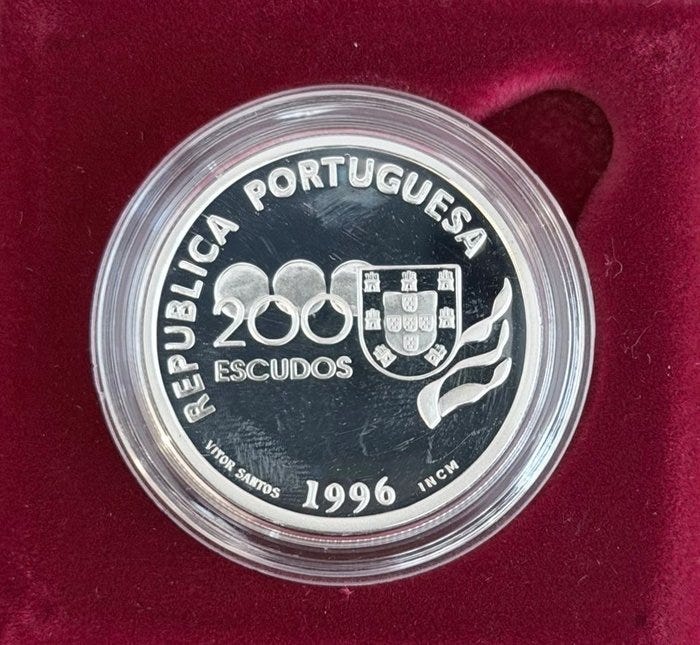 REPUBLICA PORTUGUESA
200
ESCUDOS
VITOR SANTOS
1996
INCM